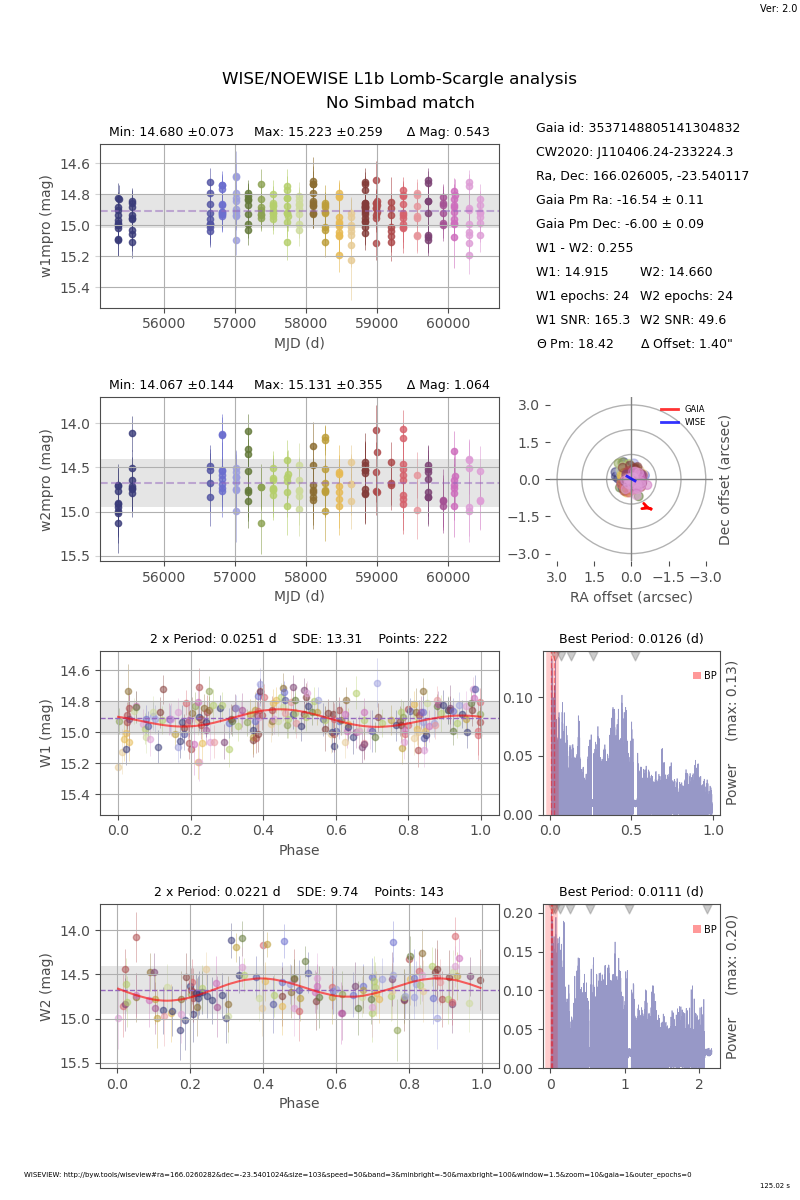 Ver: 2.0
WISE/NOEWISE L1b Lomb-Scargle analysis
No Simbad match
Min: 14.680 ±0.073 Max: 15.223 ±0.259 Δ Mag: 0.543
14.6
14.8
15.0
15.2
15.4
w1mpro (mag)
56000 57000 58000 59000 60000
MJD (d)
Gaia id: 3537148805141304832
CW2020: J110406.24-233224.3
Ra, Dec: 166.026005, -23.540117
Gaia Pm Ra: -16.54 ± 0.11
Gaia Pm Dec: -6.00 ± 0.09
W1 - W2: 0.255
W1: 14.915 W2: 14.660
W1 epochs: 24 W2 epochs: 24
W1 SNR: 165.3 W2 SNR: 49.6
Θ Pm: 18.42 Δ Offset: 1.40"
Min: 14.067 ±0.144 Max: 15.131 ±0.355 Δ Mag: 1.064
14.0
14.5
15.0
15.5
w2mpro (mag)
56000 57000 58000 59000 60000
MJD (d)
GAIA
WISE
3.0
1.5
0.0
−1.5
−3.0
3.0 1.5 0.0 −1.5 −3.0
RA offset (arcsec)
Dec offset (arcsec)
2 x Period: 0.0251 d SDE: 13.31 Points: 222
14.6
14.8
15.0
15.2
15.4
W1 (mag)
0.0 0.2 0.4 0.6 0.8 1.0
Phase
Best Period: 0.0126 (d)
BP
0.10
0.05
0.00
0.0 0.5 1.0
Power (max: 0.13)
2 x Period: 0.0221 d SDE: 9.74 Points: 143
14.0
14.5
15.0
15.5
W2 (mag)
0.0 0.2 0.4 0.6 0.8 1.0
Phase
Best Period: 0.0111 (d)
BP
0.20
0.15
0.10
0.05
0.00
0 1 2
Power (max: 0.20)
WISEVIEW: http://byw.tools/wiseview#ra=166.0260282&dec=-23.5401024&size=103&speed=50&band=3&minbright=-50&maxbright=100&window=1.5&zoom=10&gaia=1&outer_epochs=0
125.02 s